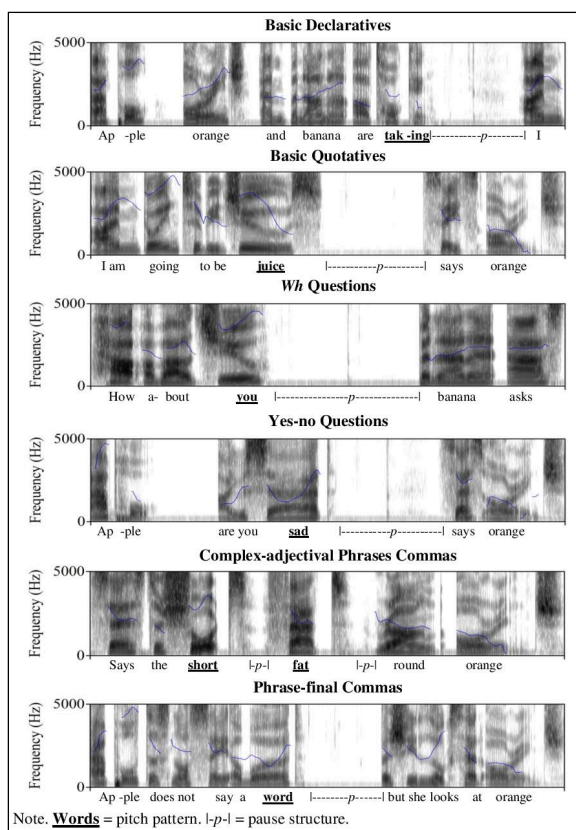 Basic Declaratives
Frequency (Hz)
5000
0
Ap -ple orange and banana are tak -ing|-----------p--------| I
Basic Quotatives
Frequency (Hz)
5000
0
I am going to be juice |-----------p---------| says orange
Wh Questions
Frequency (Hz)
5000
0
How a- bout you |---------------p---------------| banana asks
Yes-no Questions
Frequency (Hz)
5000
0
Ap -ple are you sad |-----------p----------| says orange
Complex-adjectival Phrases Commas
Frequency (Hz)
5000
0
Says the short |-p-| fat |-p-| round orange
Phrase-final Commas
Frequency (Hz)
5000
0
Ap -ple does not say a word |--------p-------| but she looks at orange
Note. Words = pitch pattern. |-p-| = pause structure.